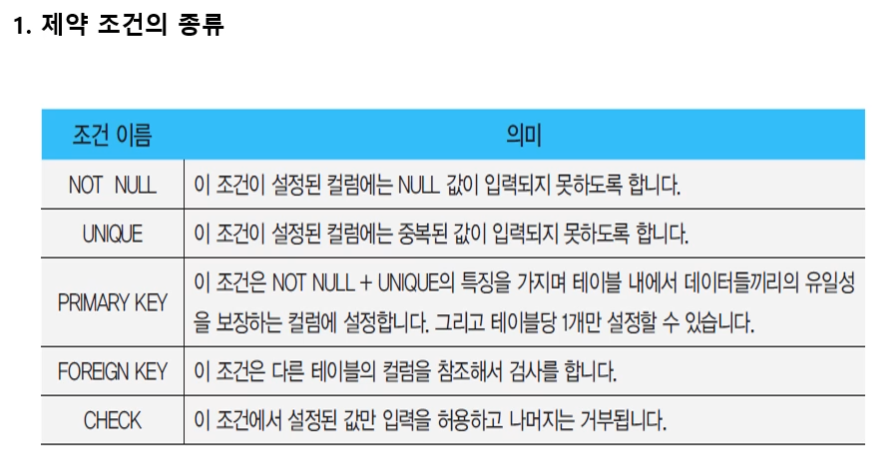 1. 제약 조건의 종류
조건 이름 의미
NOT NULL 이 조건이 설정된 컬럼에는 NULL 값이 입력되지 못하도록 합니다.
UNIQUE 이 조건이 설정된 컬럼에는 중복된 값이 입력되지 못하도록 합니다.
PRIMARY KEY 이 조건은 NOT NULL + UNIQUE의 특징을 가지며 테이블 내에서 데이터들끼리의 유일성
을 보장하는 컬럼에 설정합니다. 그리고 테이블당 1개만 설정할 수 있습니다.
FOREIGN KEY 이 조건은 다른 테이블의 컬럼을 참조해서 검사를 합니다.
CHECK 이 조건에서 설정된 값만 입력을 허용하고 나머지는 거부됩니다.